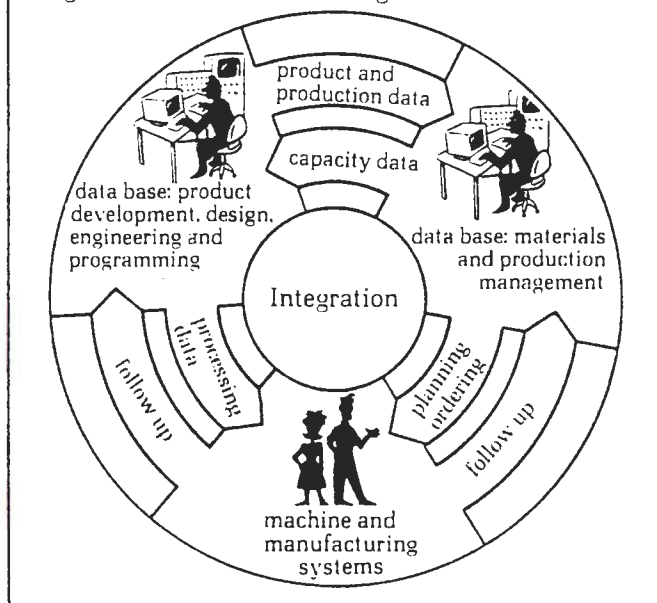 product and
production data
capacity data
data base: product
development, design,
engineering and
programming
data base: materials
and production
management
Integration
processing
data
follow up
planning
ordering
follow up
machine and
manufacturing
systems